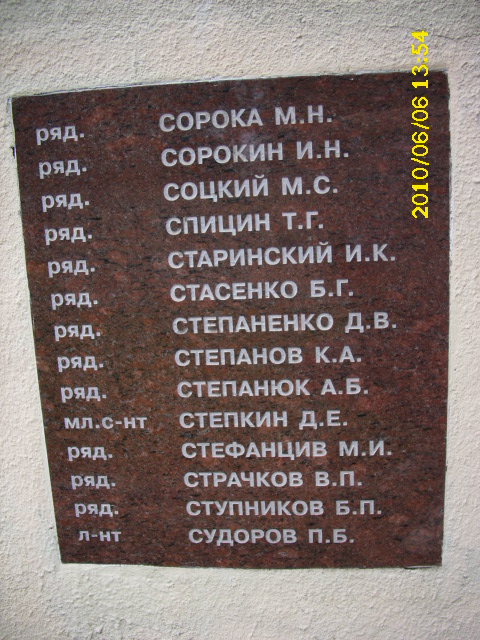 ряд. СОРОКА М.Н.
ряд. СОРОКИН И.Н.
ряд. СОЦКИЙ М.С.
ряд. СПИЦИН Т.Г.
ряд. СТАРИНСКИЙ И.К.
ряд. СТАСЕНКО Б.Г.
ряд. СТЕПАНЕНКО Д.В.
ряд. СТЕПАНОВ К.А.
ряд. СТЕПАНЮК А.Б.
мл.с-нт СТЕПКИН Д.Е.
ряд. СТЕФАНЦИВ М.И.
ряд. СТРАЧКОВ В.П.
ряд. СТУПНИКОВ Б.П.
л-нт СУДОРОВ П.Б.
2010/06/06 13:54